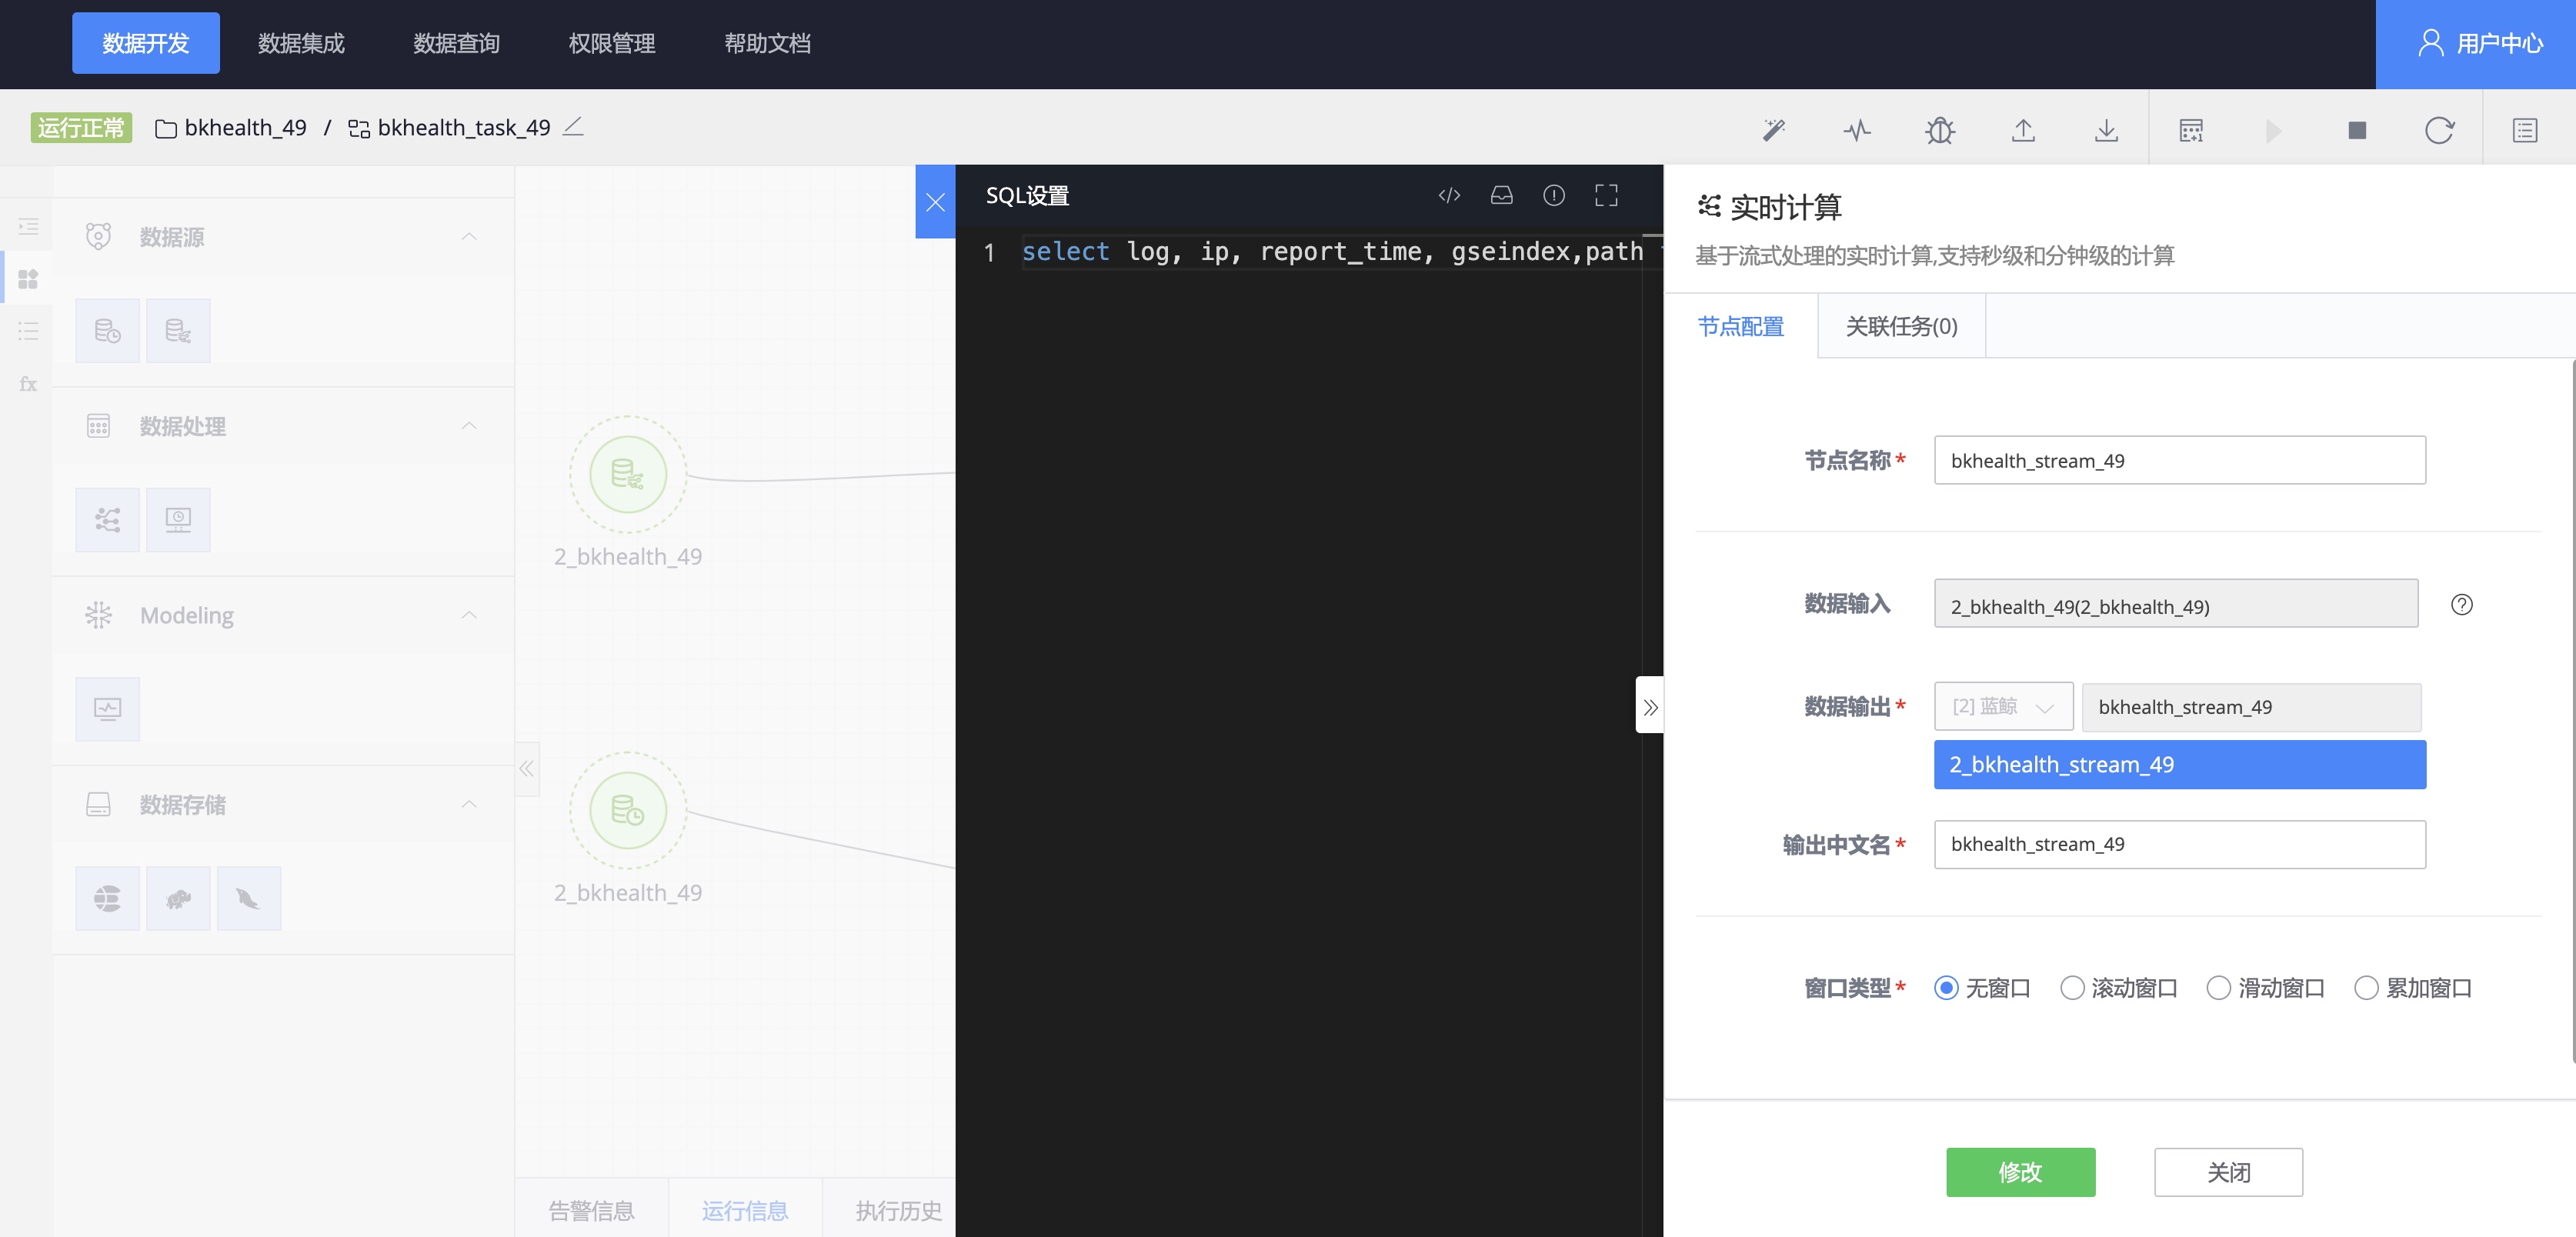 数据开发 数据集成 数据查询 权限管理 帮助文档 用户中心
运行正常 bkhealth_49 / bkhealth_task_49
数据源
fx
数据处理
Modeling
数据存储
2_bkhealth_49
2_bkhealth_49
告警信息 运行信息 执行历史
SQL设置
1 select log, ip, report_time, gseindex,path
实时计算
基于流式处理的实时计算,支持秒级和分钟级的计算
节点配置 关联任务(0)
节点名称* bkhealth_stream_49
数据输入 2_bkhealth_49(2_bkhealth_49)
数据输出* [2] 蓝鲸 bkhealth_stream_49
2_bkhealth_stream_49
输出中文名* bkhealth_stream_49
窗口类型* 无窗口 滚动窗口 滑动窗口 累加窗口
修改 关闭